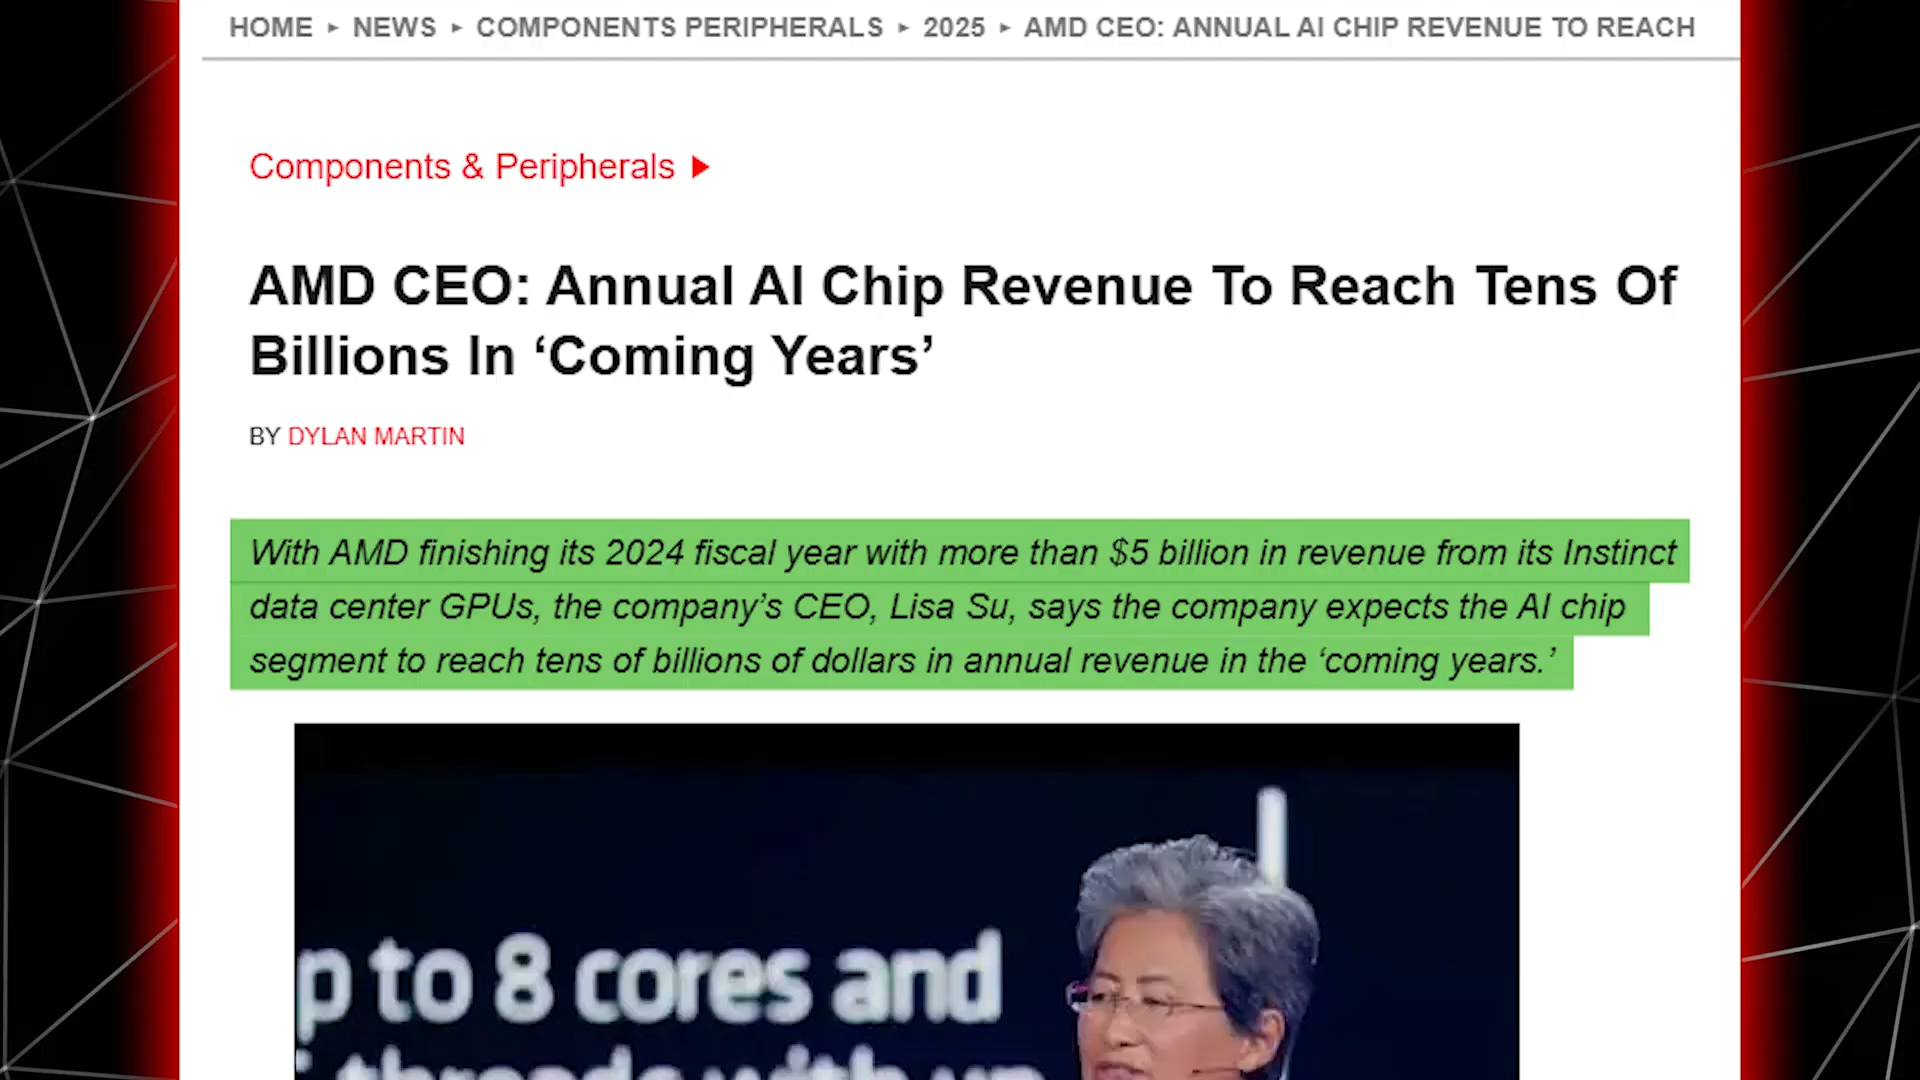 HOME ▸ NEWS ▸ COMPONENTS PERIPHERALS ▸ 2025 ▸ AMD CEO: ANNUAL AI CHIP REVENUE TO REACH
Components & Peripherals ▶
AMD CEO: Annual AI Chip Revenue To Reach Tens Of
Billions In ‘Coming Years’
BY DYLAN MARTIN
With AMD finishing its 2024 fiscal year with more than $5 billion in revenue from its Instinct
data center GPUs, the company’s CEO, Lisa Su, says the company expects the AI chip
segment to reach tens of billions of dollars in annual revenue in the ‘coming years.’
p to 8 cores and
threads with up